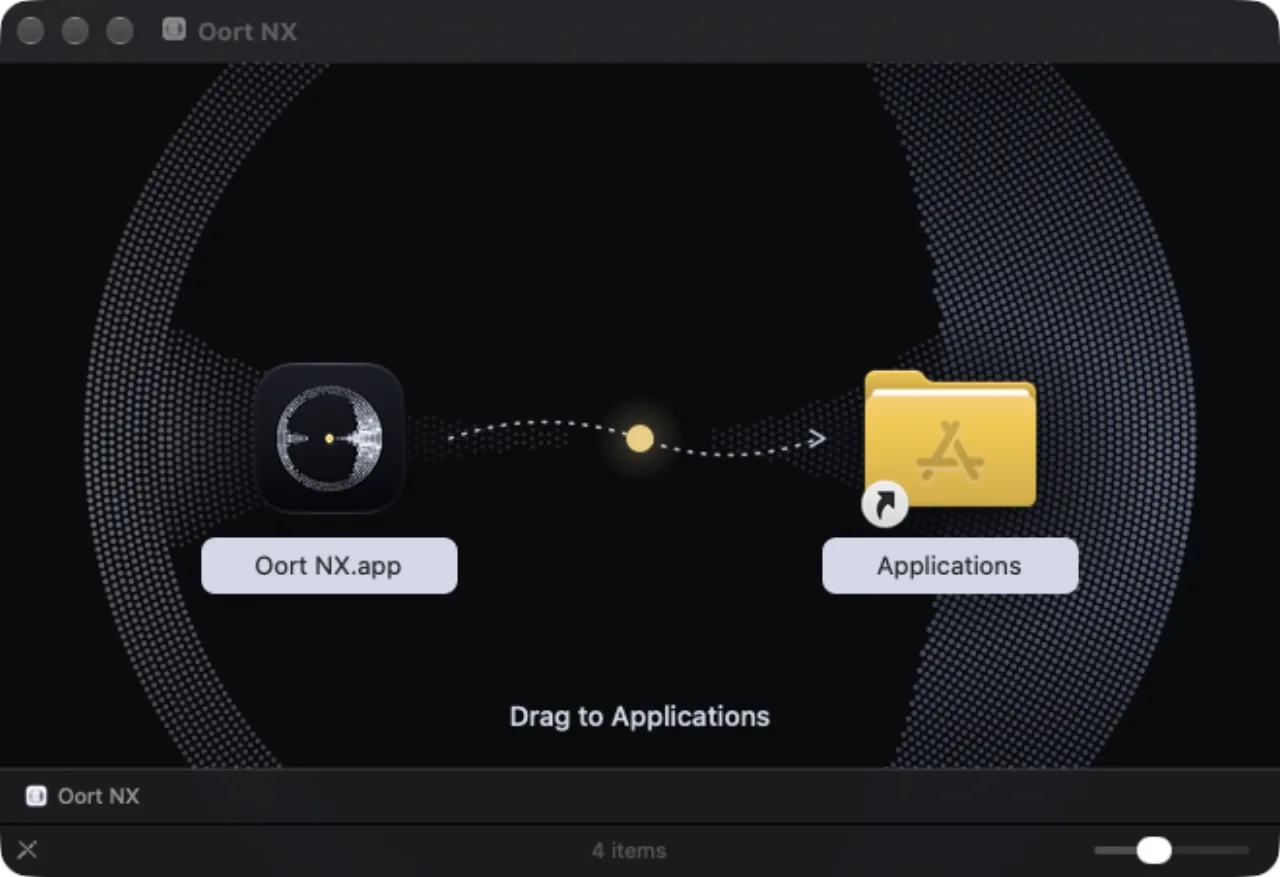 Oort NX
Oort NX.app
Applications
Drag to Applications
Oort NX
4 items